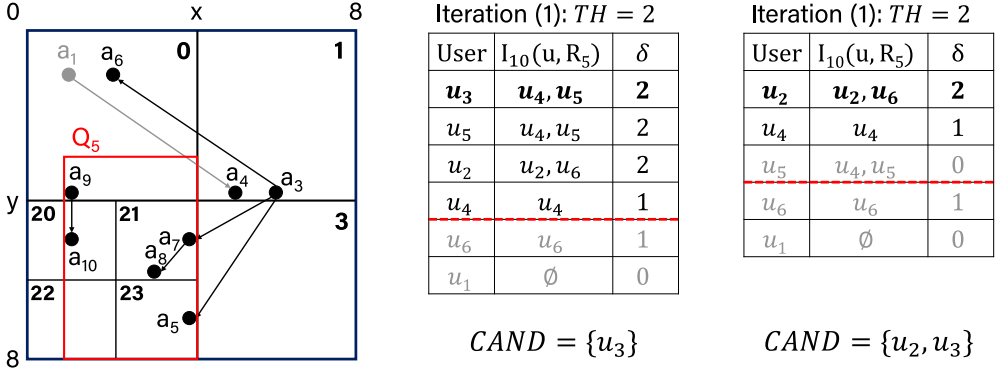 0 x 8
0 1
a₁ a₆
Q₅
a₉ a₄ a₃
y
20 21 3
a₇
a₁₀ a₈
22 23
a₅
8
Iteration (1): TH = 2
User I₁₀(u, R₅) δ
u₃ u₄, u₅ 2
u₅ u₄, u₅ 2
u₂ u₂, u₆ 2
u₄ u₄ 1
u₆ u₆ 1
u₁ ∅ 0
CAND = {u₃}
Iteration (1): TH = 2
User I₁₀(u, R₅) δ
u₂ u₂, u₆ 2
u₄ u₄ 1
u₅ u₄, u₅ 0
u₆ u₆ 1
u₁ ∅ 0
CAND = {u₂, u₃}